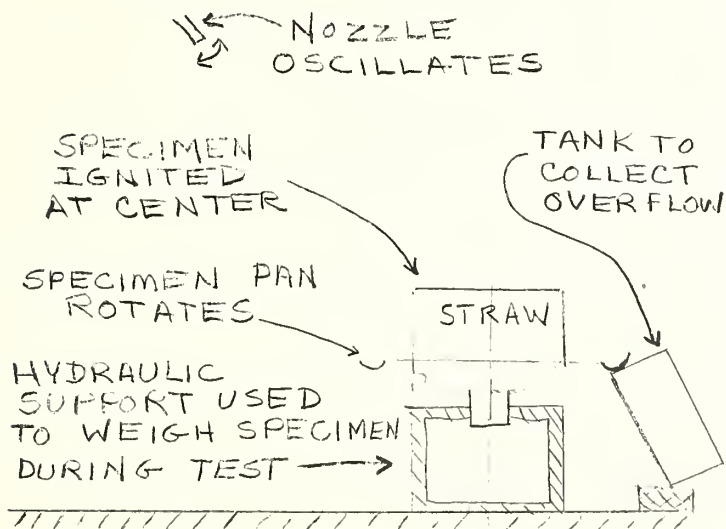 NOZZLE
OSCILLATES
SPECIMEN
IGNITED
AT CENTER
TANK TO
COLLECT
OVERFLOW
SPECIMEN PAN
ROTATES
STRAW
HYDRAULIC
SUPPORT USED
TO WEIGH SPECIMEN
DURING TEST